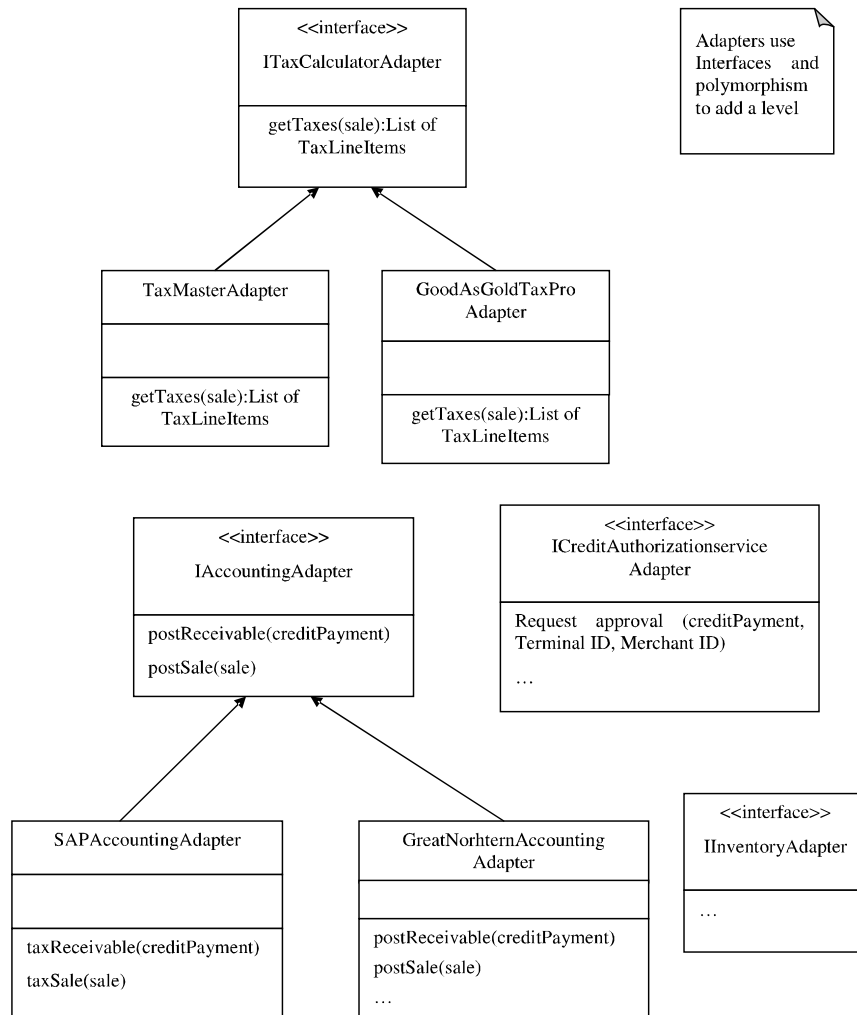 <<interface>>
ITaxCalculatorAdapter
getTaxes(sale):List of
TaxLineItems
Adapters use
Interfaces and
polymorphism
to add a level
TaxMasterAdapter
getTaxes(sale):List of
TaxLineItems
GoodAsGoldTaxPro
Adapter
getTaxes(sale):List of
TaxLineItems
<<interface>>
IAccountingAdapter
postReceivable(creditPayment)
postSale(sale)
<<interface>>
ICreditAuthorizationservice
Adapter
Request approval (creditPayment,
Terminal ID, Merchant ID)
…
SAPAccountingAdapter
taxReceivable(creditPayment)
taxSale(sale)
GreatNorhternAccounting
Adapter
postReceivable(creditPayment)
postSale(sale)
…
<<interface>>
IInventoryAdapter
…